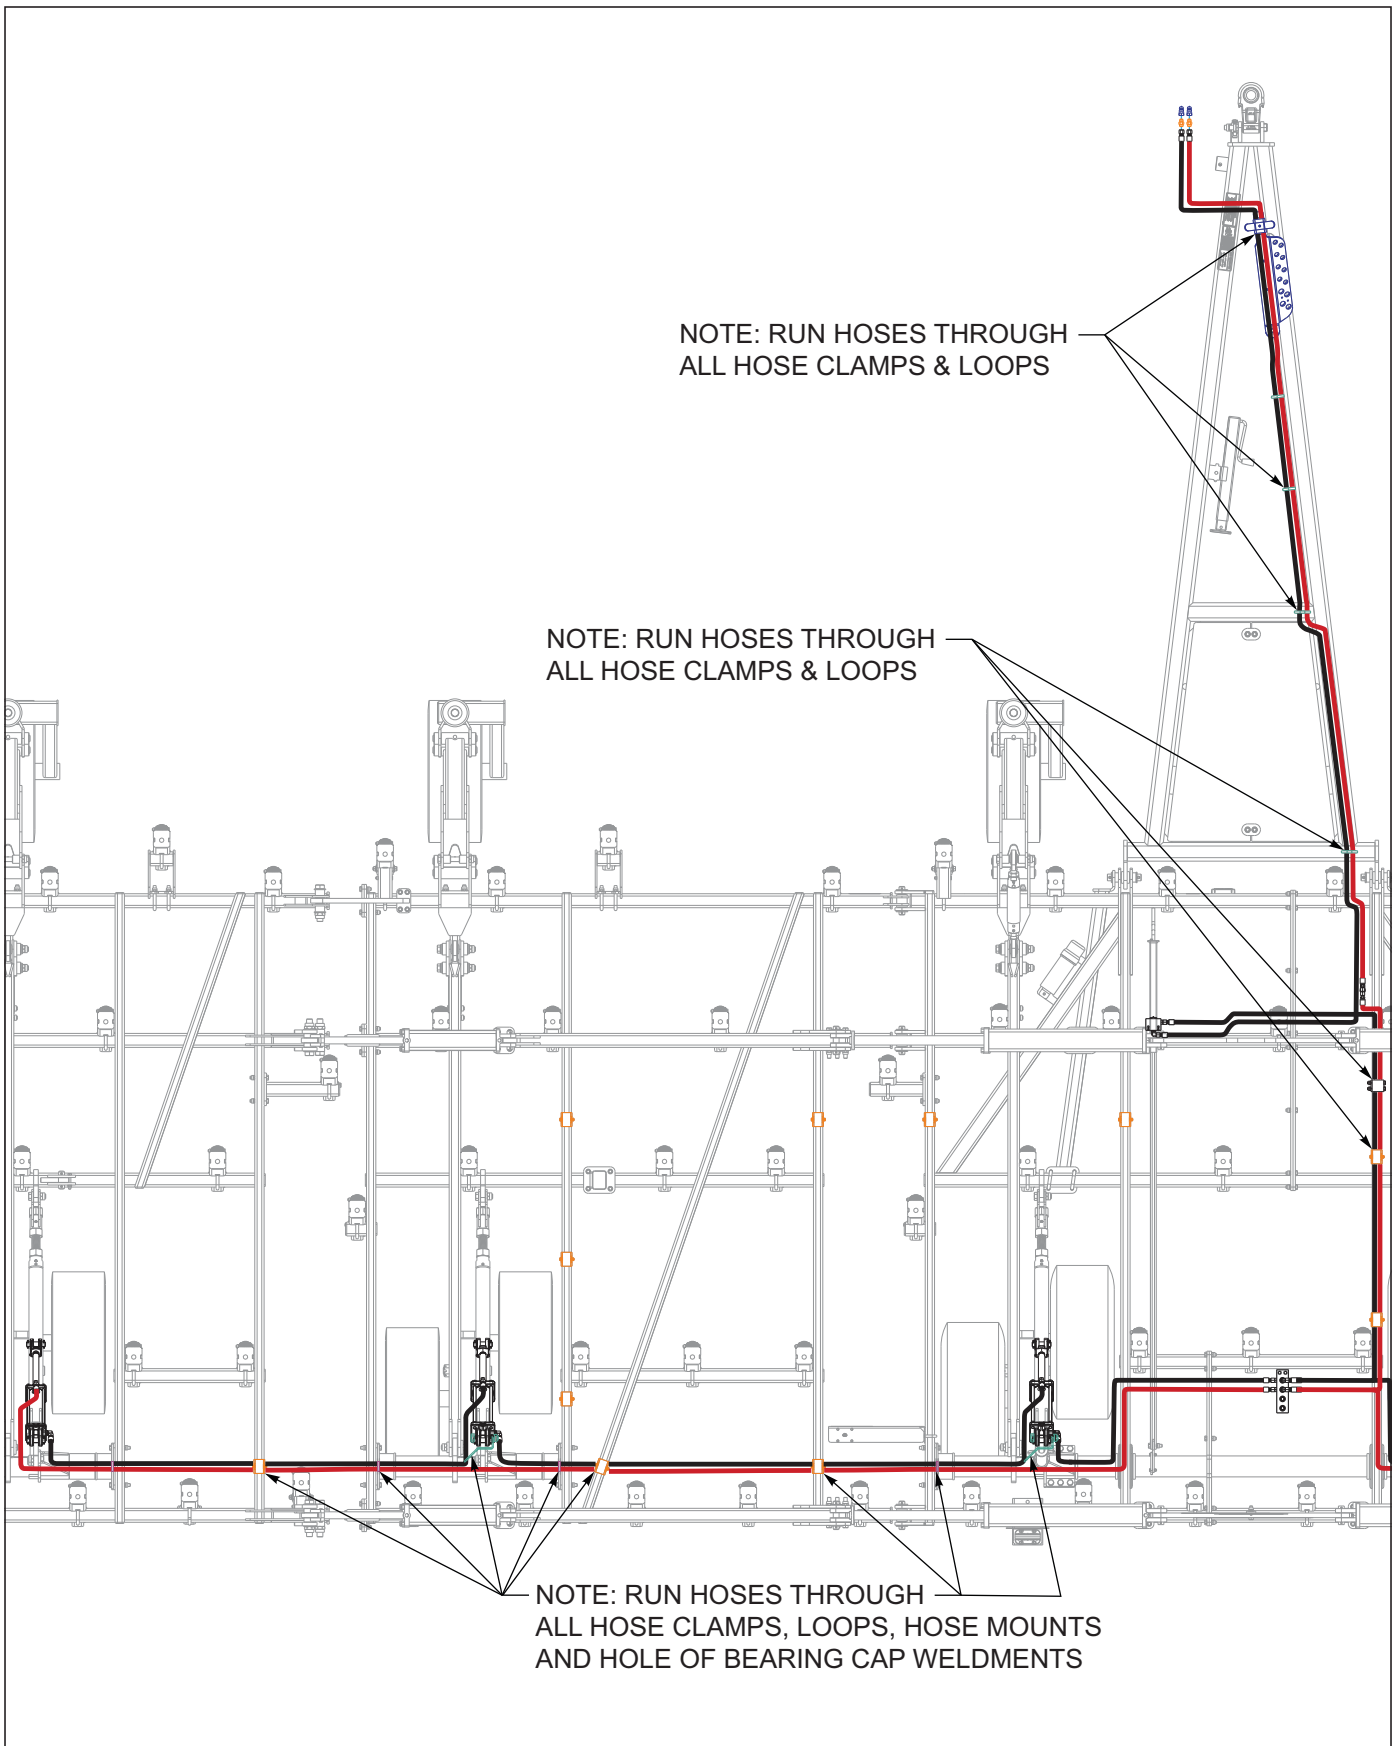 NOTE: RUN HOSES THROUGH
ALL HOSE CLAMPS & LOOPS
NOTE: RUN HOSES THROUGH
ALL HOSE CLAMPS & LOOPS
NOTE: RUN HOSES THROUGH
ALL HOSE CLAMPS, LOOPS, HOSE MOUNTS
AND HOLE OF BEARING CAP WELDMENTS